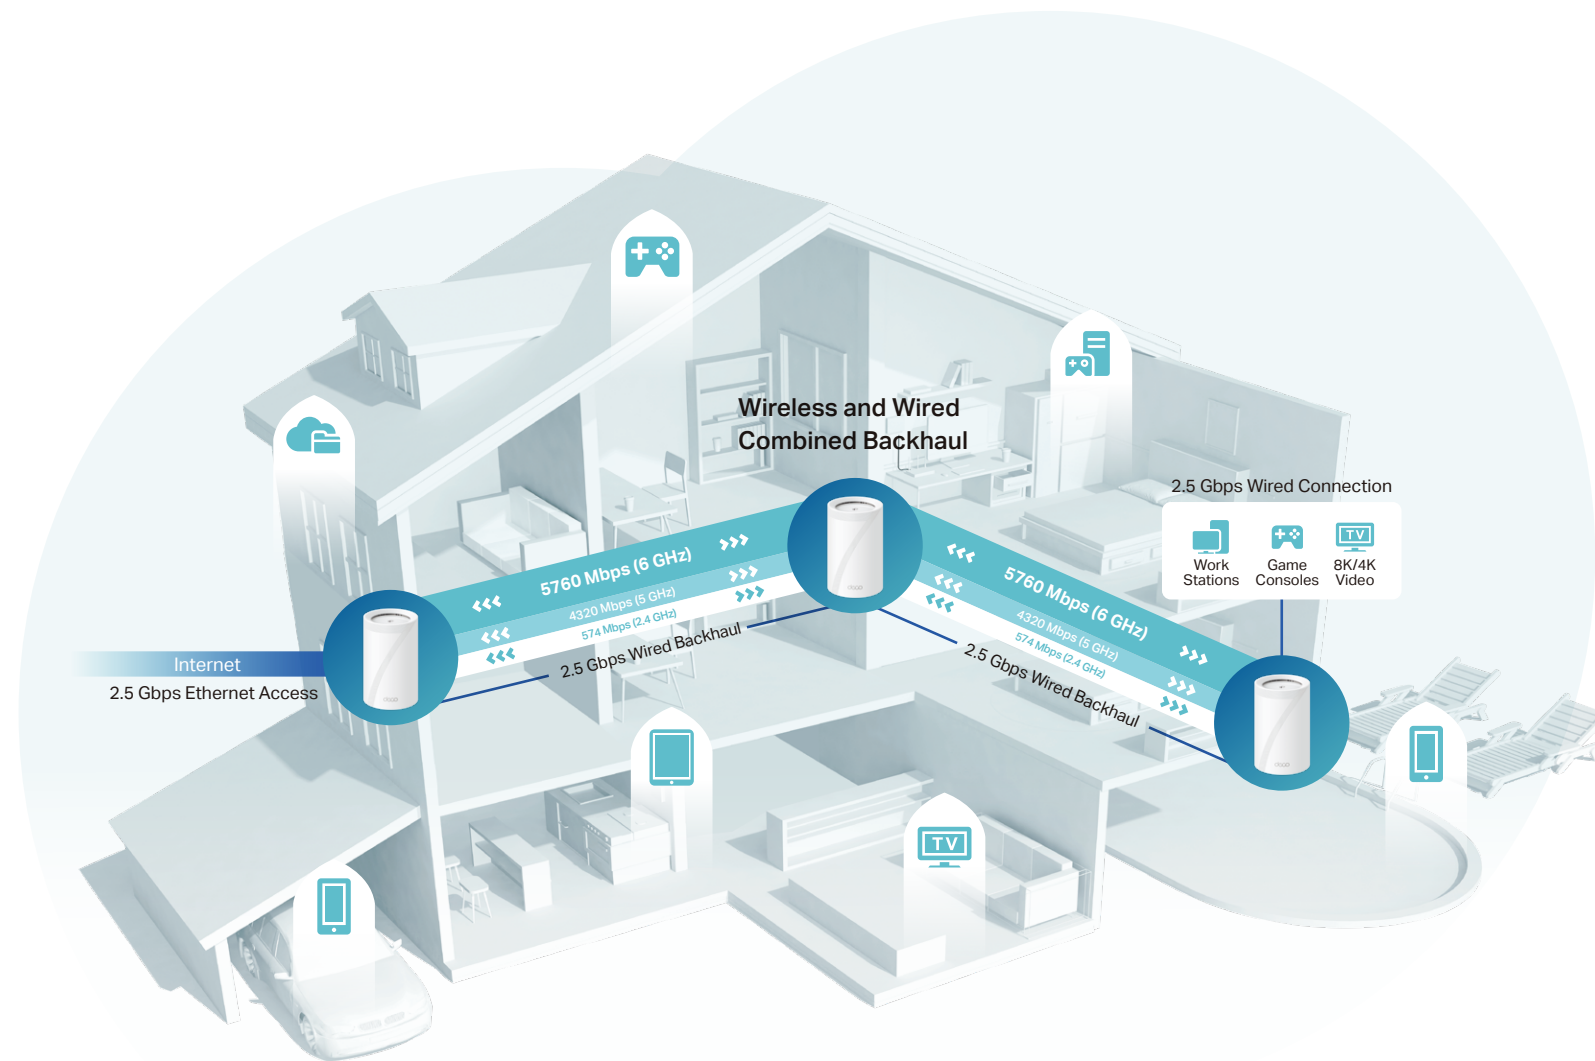 Wireless and Wired
Combined Backhaul
2.5 Gbps Wired Connection
TV
Work
Stations
Game
Consoles
8K/4K
Video
5760 Mbps (6 GHz)
4320 Mbps (5 GHz)
574 Mbps (2.4 GHz)
2.5 Gbps Wired Backhaul
5760 Mbps (6 GHz)
4320 Mbps (5 GHz)
574 Mbps (2.4 GHz)
2.5 Gbps Wired Backhaul
Internet
2.5 Gbps Ethernet Access
deco
deco
deco
TV